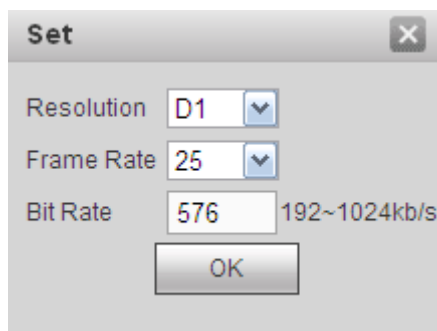 Set
Resolution D1
Frame Rate 25
Bit Rate 576 192~1024kb/s
OK